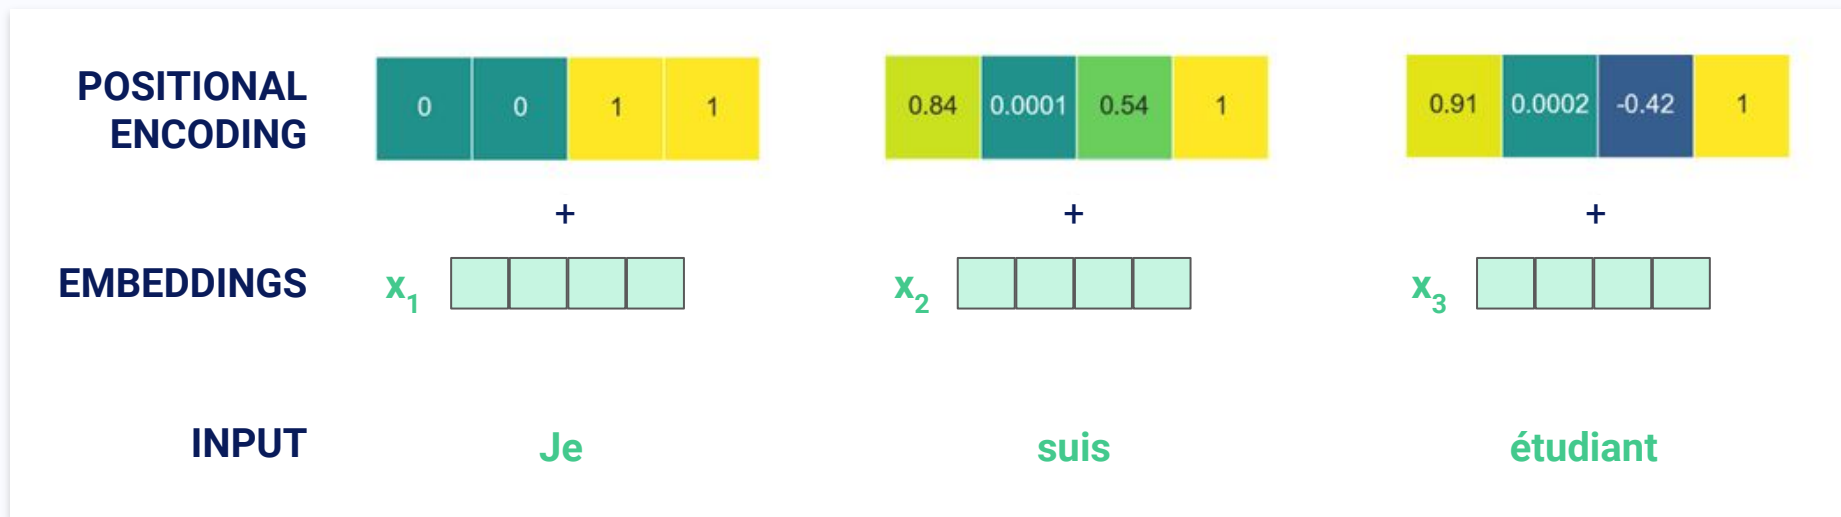 POSITIONAL
ENCODING
0 0 1 1
0.84 0.0001 0.54 1
0.91 0.0002 -0.42 1
+ + +
EMBEDDINGS x1 x2 x3
INPUT Je suis étudiant